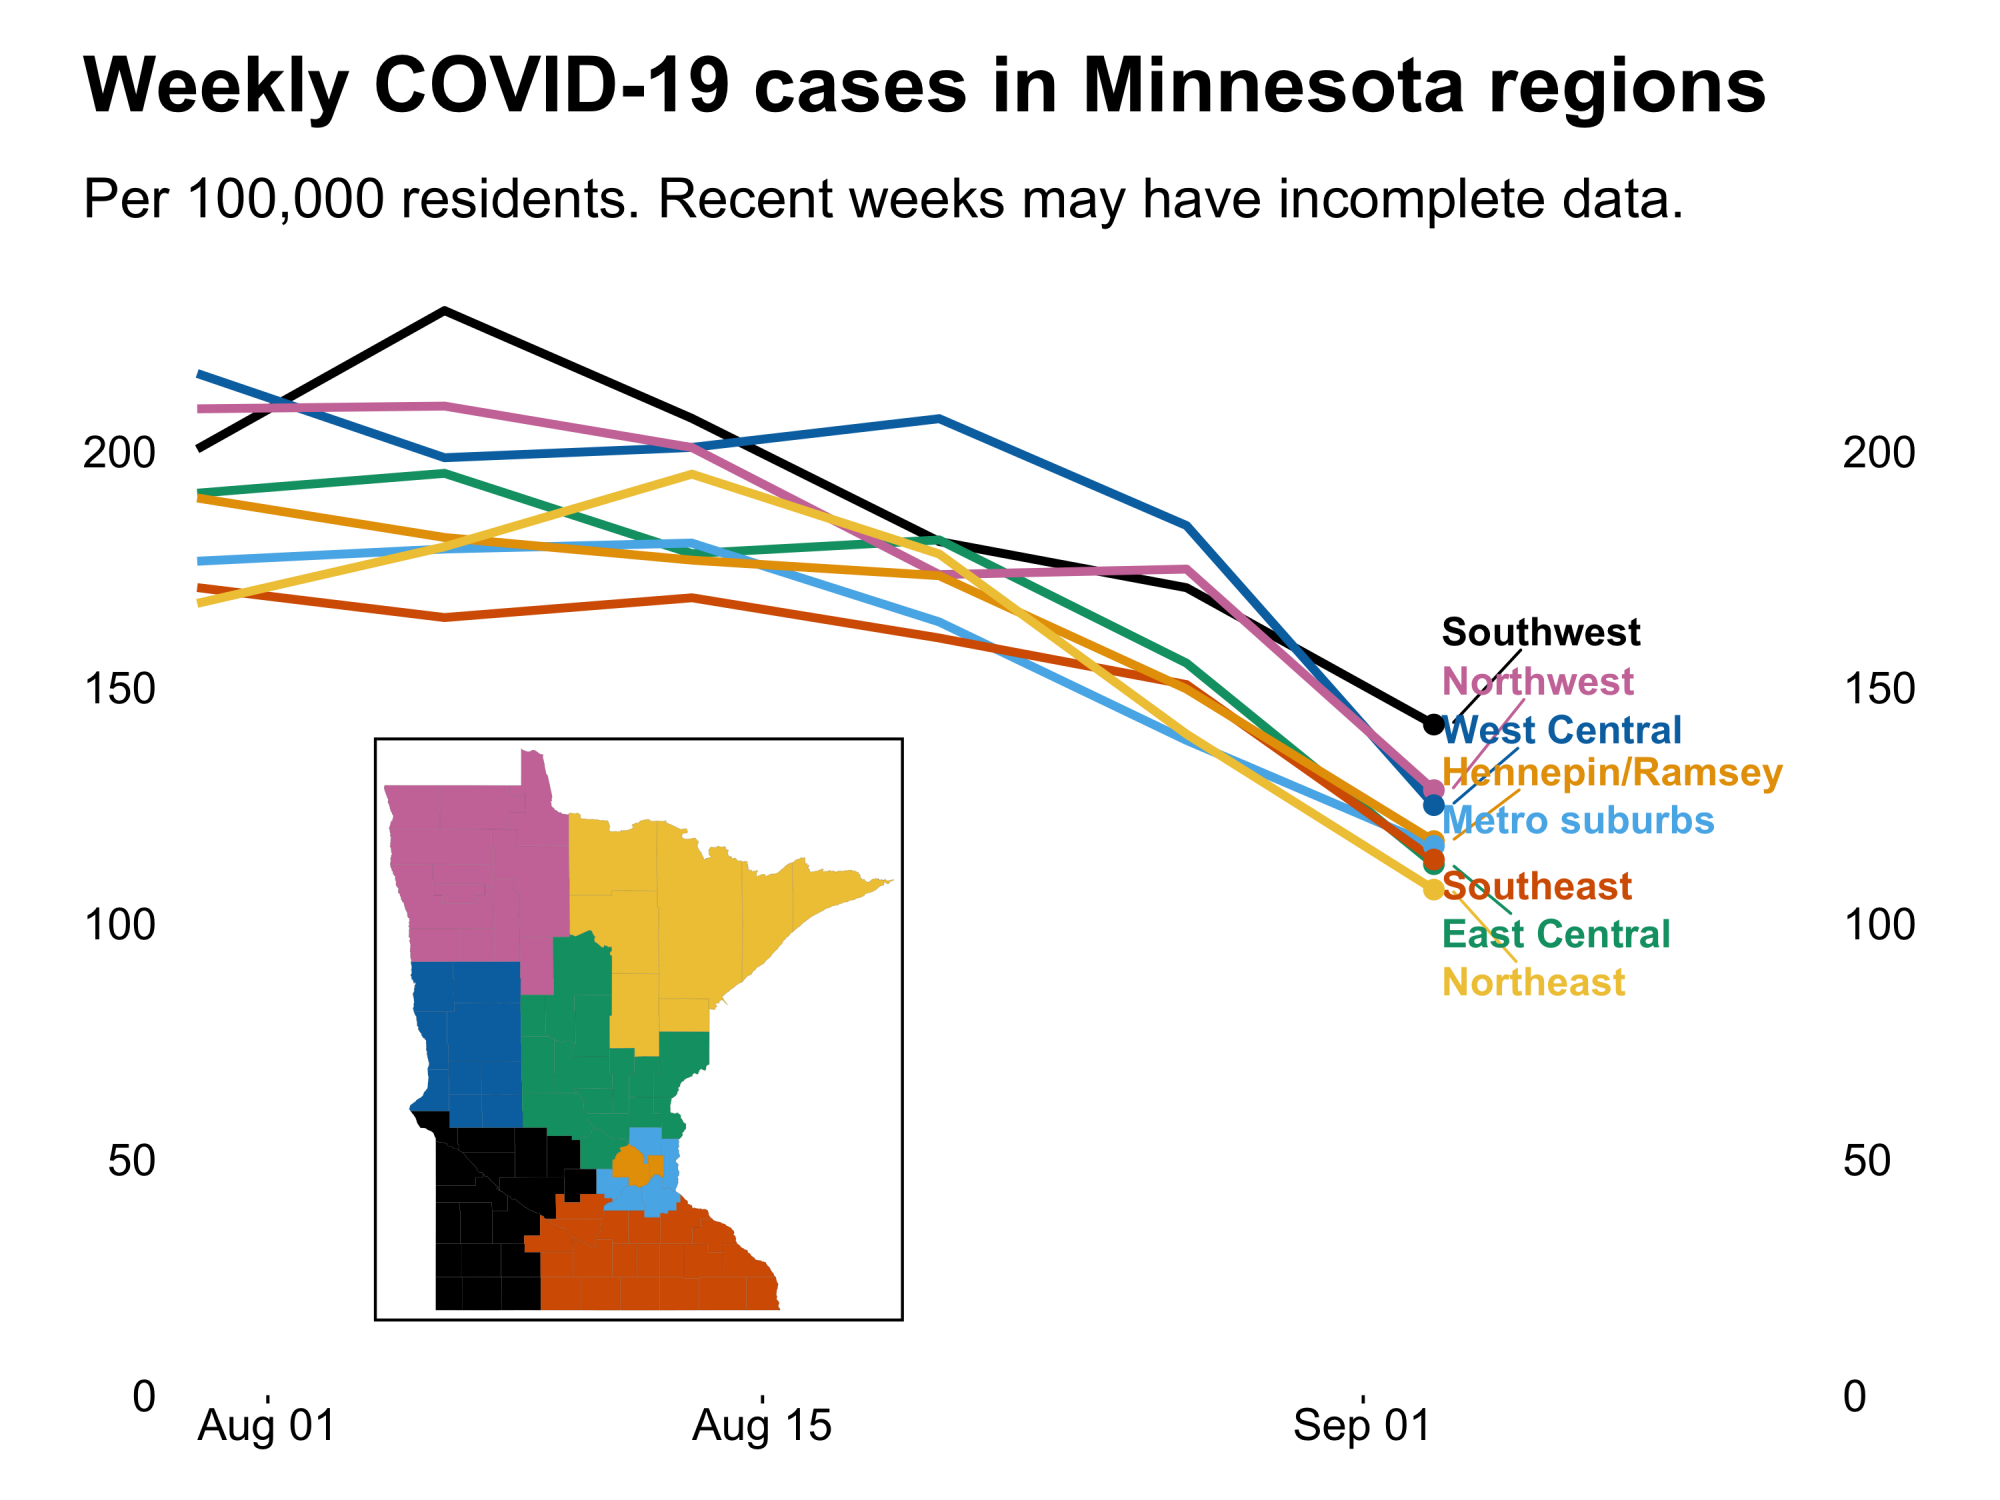 Weekly COVID-19 cases in Minnesota regions
Per 100,000 residents. Recent weeks may have incomplete data.
200
150
100
50
0
Southwest
Northwest
West Central
Hennepin/Ramsey
Metro suburbs
Southeast
East Central
Northeast
200
150
100
50
0
Aug 01
Aug 15
Sep 01